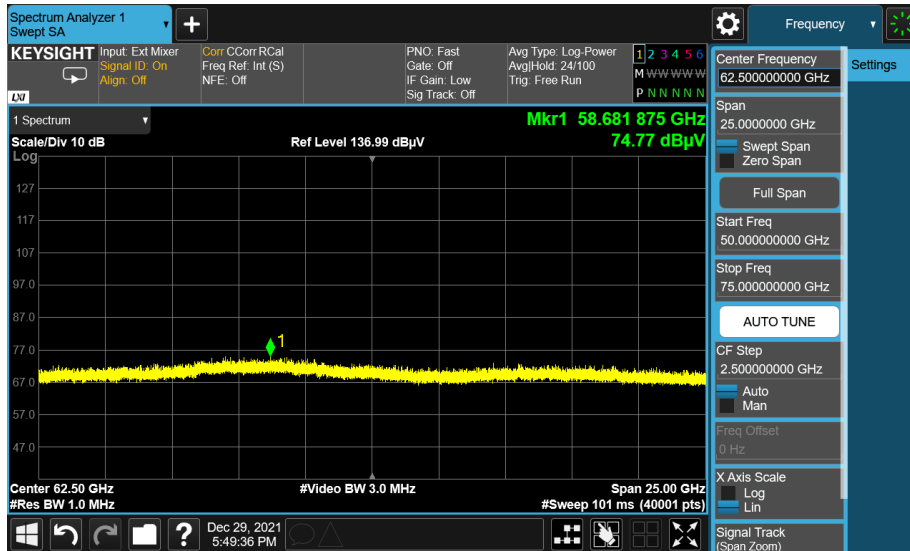 Spectrum Analyzer 1
Swept SA
Frequency
KEYSIGHT
Input: Ext Mixer
Signal ID: On
Align: Off
Corr CCorr RCal
Freq Ref: Int (S)
NFE: Off
PNO: Fast
Gate: Off
IF Gain: Low
Sig Track: Off
Avg Type: Log-Power
Avg|Hold: 24/100
Trig: Free Run
1 2 3 4 5 6
M W W W W W
P N N N N N
LXI
1 Spectrum
Mkr1 58.681 875 GHz
Scale/Div 10 dB
Ref Level 136.99 dBµV
74.77 dBµV
Log
127
117
107
97.0
87.0
77.0
67.0
57.0
47.0
1
Center 62.50 GHz
#Video BW 3.0 MHz
Span 25.00 GHz
#Res BW 1.0 MHz
#Sweep 101 ms (40001 pts)
Dec 29, 2021
5:49:36 PM
?
Center Frequency
62.500000000 GHz
Settings
Span
25.0000000 GHz
Swept Span
Zero Span
Full Span
Start Freq
50.000000000 GHz
Stop Freq
75.000000000 GHz
AUTO TUNE
CF Step
2.500000000 GHz
Auto
Man
Freq Offset
0 Hz
X Axis Scale
Log
Lin
Signal Track
(Span Zoom)